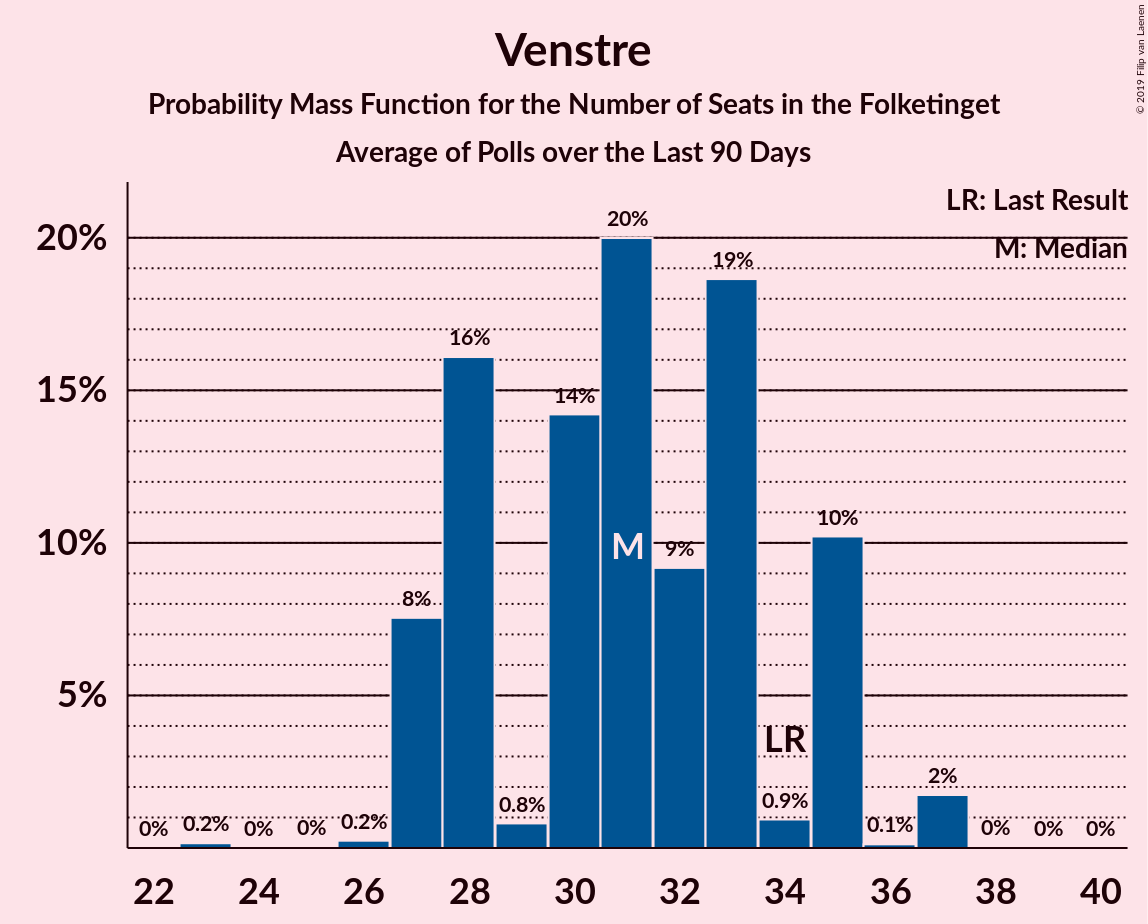 Venstre
Probability Mass Function for the Number of Seats in the Folketinget
Average of Polls over the Last 90 Days
© 2019 Filip van Laenen
LR: Last Result
M: Median
20%
15%
10%
5%
0%
0.2%
0%
0%
0.2%
8%
16%
0.8%
14%
20%
9%
19%
0.9%
10%
0.1%
2%
0%
0%
0%
M
LR
22 24 26 28 30 32 34 36 38 40